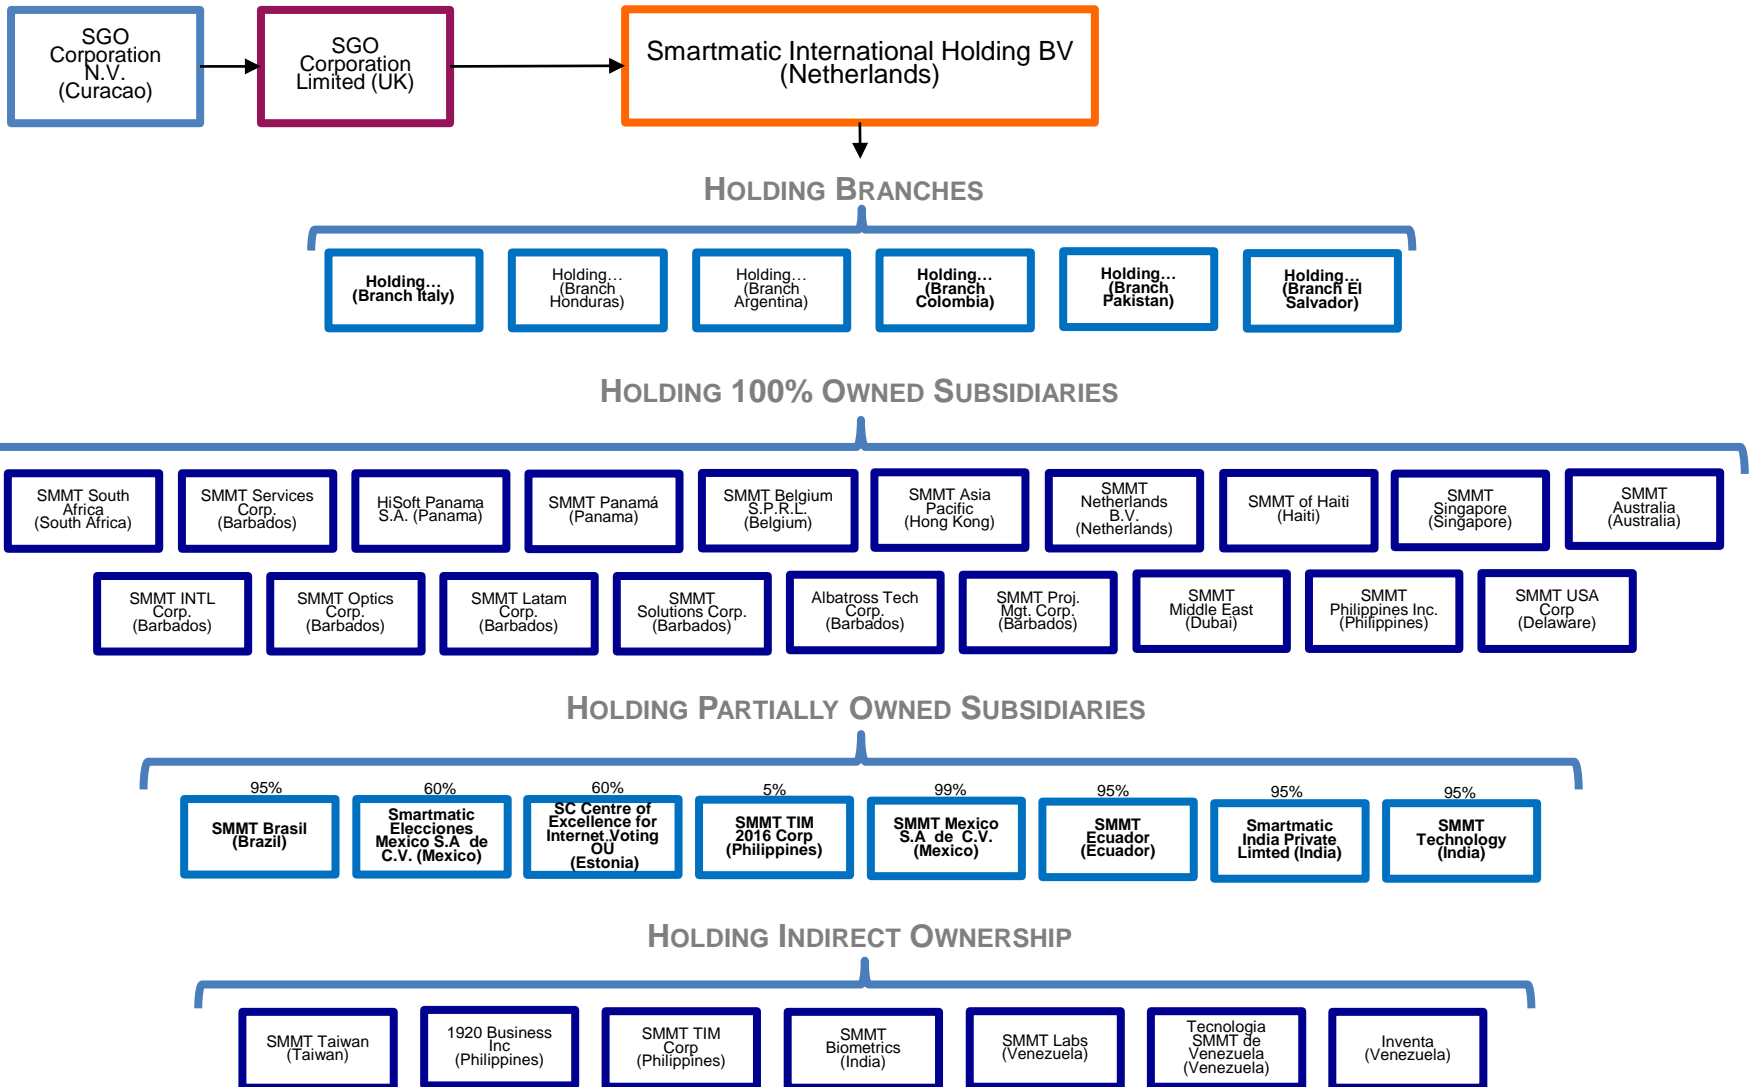 SGO
Corporation
N.V.
(Curacao)
SGO
Corporation
Limited (UK)
Smartmatic International Holding BV
(Netherlands)
HOLDING BRANCHES
Holding...
(Branch Italy)
Holding...
(Branch
Honduras)
Holding...
(Branch
Argentina)
Holding...
(Branch
Colombia)
Holding...
(Branch
Pakistan)
Holding...
(Branch El
Salvador)
HOLDING 100% OWNED SUBSIDIARIES
SMMT South
Africa
(South Africa)
SMMT Services
Corp.
(Barbados)
HiSoft Panama
S.A. (Panama)
SMMT Panamá
(Panama)
SMMT Belgium
S.P.R.L.
(Belgium)
SMMT Asia
Pacific
(Hong Kong)
SMMT
Netherlands
B.V.
(Netherlands)
SMMT of Haiti
(Haiti)
SMMT
Singapore
(Singapore)
SMMT
Australia
(Australia)
SMMT INTL
Corp.
(Barbados)
SMMT Optics
Corp.
(Barbados)
SMMT Latam
Corp.
(Barbados)
SMMT
Solutions Corp.
(Barbados)
Albatross Tech
Corp.
(Barbados)
SMMT Proj.
Mgt. Corp.
(Barbados)
SMMT
Middle East
(Dubai)
SMMT
Philippines Inc.
(Philippines)
SMMT USA
Corp
(Delaware)
HOLDING PARTIALLY OWNED SUBSIDIARIES
95%
SMMT Brasil
(Brazil)
60%
Smartmatic
Elecciones
Mexico S.A de
C.V. (Mexico)
60%
SC Centre of
Excellence for
Internet Voting
OU
(Estonia)
5%
SMMT TIM
2016 Corp
(Philippines)
99%
SMMT Mexico
S.A de C.V.
(Mexico)
95%
SMMT
Ecuador
(Ecuador)
95%
Smartmatic
India Private
Limted (India)
95%
SMMT
Technology
(India)
HOLDING INDIRECT OWNERSHIP
SMMT Taiwan
(Taiwan)
1920 Business
Inc
(Philippines)
SMMT TIM
Corp
(Philippines)
SMMT
Biometrics
(India)
SMMT Labs
(Venezuela)
Tecnologia
SMMT de
Venezuela
(Venezuela)
Inventa
(Venezuela)